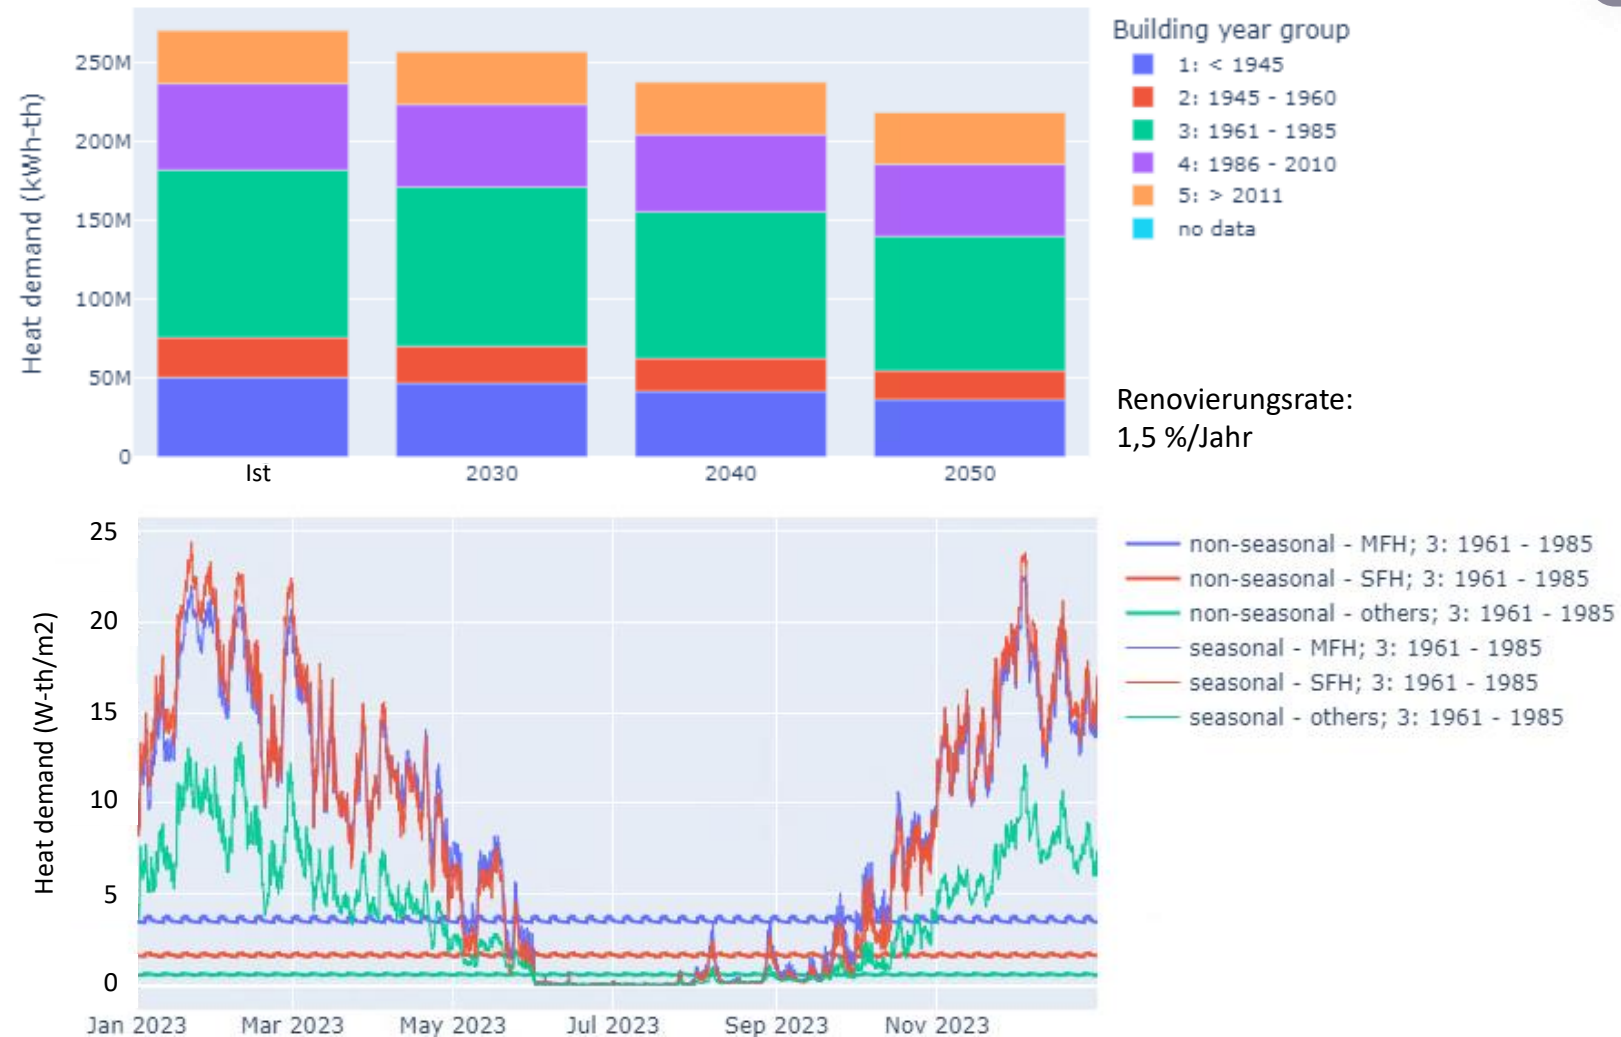 Heat demand (kWh-th)
250M
200M
150M
100M
50M
0
Ist
2030
2040
2050
Building year group
1: < 1945
2: 1945 - 1960
3: 1961 - 1985
4: 1986 - 2010
5: > 2011
no data
Renovierungsrate:
1,5 %/Jahr
Heat demand (W-th/m2)
25
20
15
10
5
0
Jan 2023
Mar 2023
May 2023
Jul 2023
Sep 2023
Nov 2023
non-seasonal - MFH; 3: 1961 - 1985
non-seasonal - SFH; 3: 1961 - 1985
non-seasonal - others; 3: 1961 - 1985
seasonal - MFH; 3: 1961 - 1985
seasonal - SFH; 3: 1961 - 1985
seasonal - others; 3: 1961 - 1985